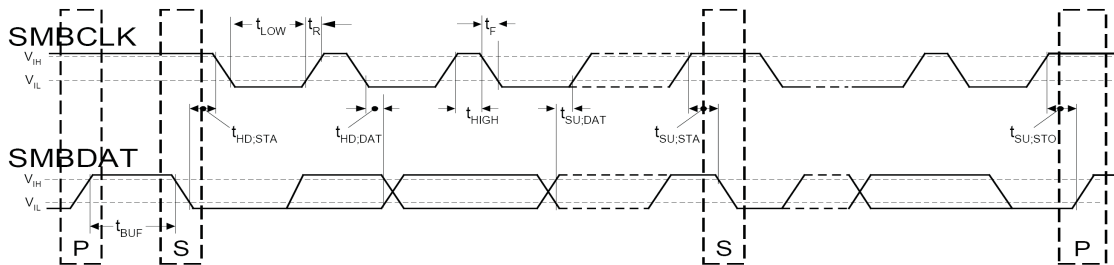 t_LOW t_R t_F
SMBCLK
V_IH
V_IL
t_HD;STA t_HD;DAT t_HIGH t_SU;DAT t_SU;STA t_SU;STO
SMBDAT
V_IH
V_IL
t_BUF
P S S P